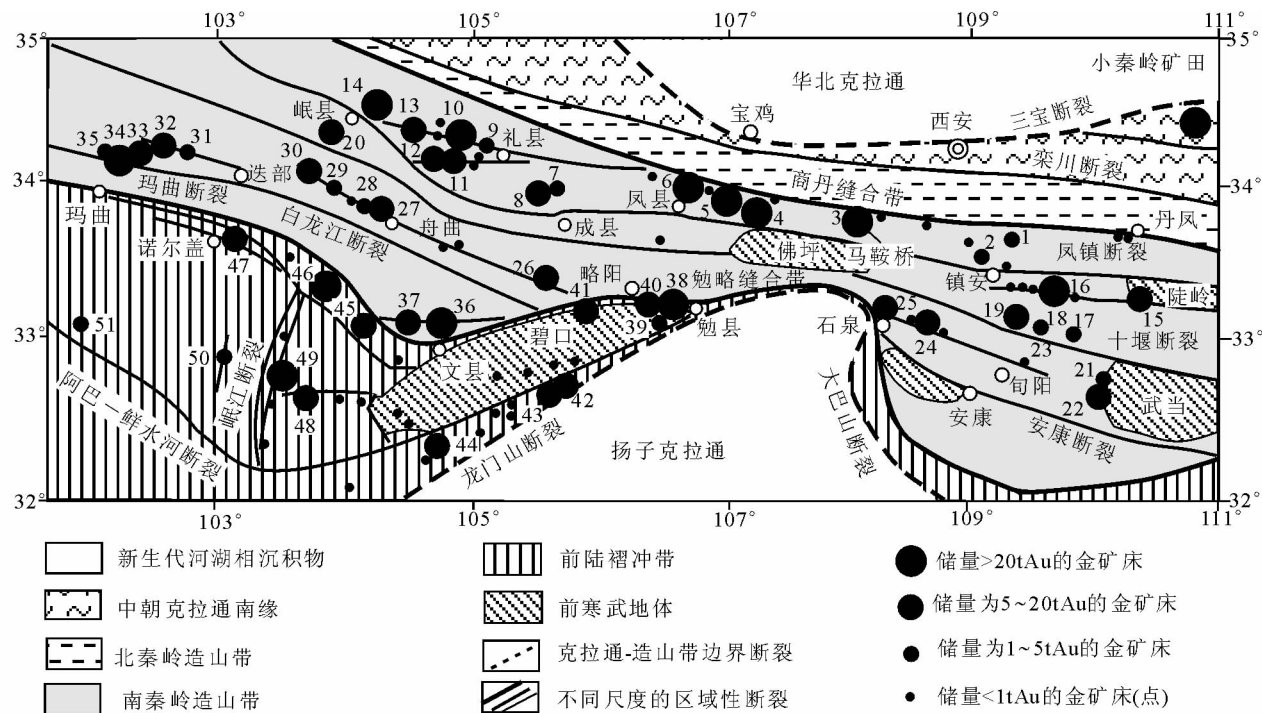 103° 105° 107° 109° 111°
35° 35°
小秦岭矿田
华北克拉通
14 岷县 13 10 宝鸡 西安 三宝断裂
9 礼县
35 34 33 32 31 20 12 11 栾川断裂
30 迭部 29 7 6 商丹缝合带
34° 34°
玛曲断裂 28 8 凤县 5 4 3 丹凤
玛曲 27 白龙江断裂 舟曲 成县 佛坪 马鞍桥 2 1 凤镇断裂
诺尔盖 47 46 26 略阳 勉略缝合带 镇安 16 陡岭
41 40 38
45 37 36 25 19 18 17 15
33° 33°
51 碧口 39 勉县 石泉 十堰断裂
50 岷江断裂 49 文县 24 23 旬阳 21
阿巴一鲜水河断裂 48 43 42 大巴山断裂 安康 22 武当
44 龙门山断裂 扬子克拉通 安康断裂
32° 32°
103° 105° 107° 109° 111°
新生代河湖相沉积物
前陆褶冲带
储量>20tAu的金矿床
中朝克拉通南缘
前寒武地体
储量为5~20tAu的金矿床
北秦岭造山带
克拉通-造山带边界断裂
储量为1~5tAu的金矿床
南秦岭造山带
不同尺度的区域性断裂
储量<1tAu的金矿床(点)